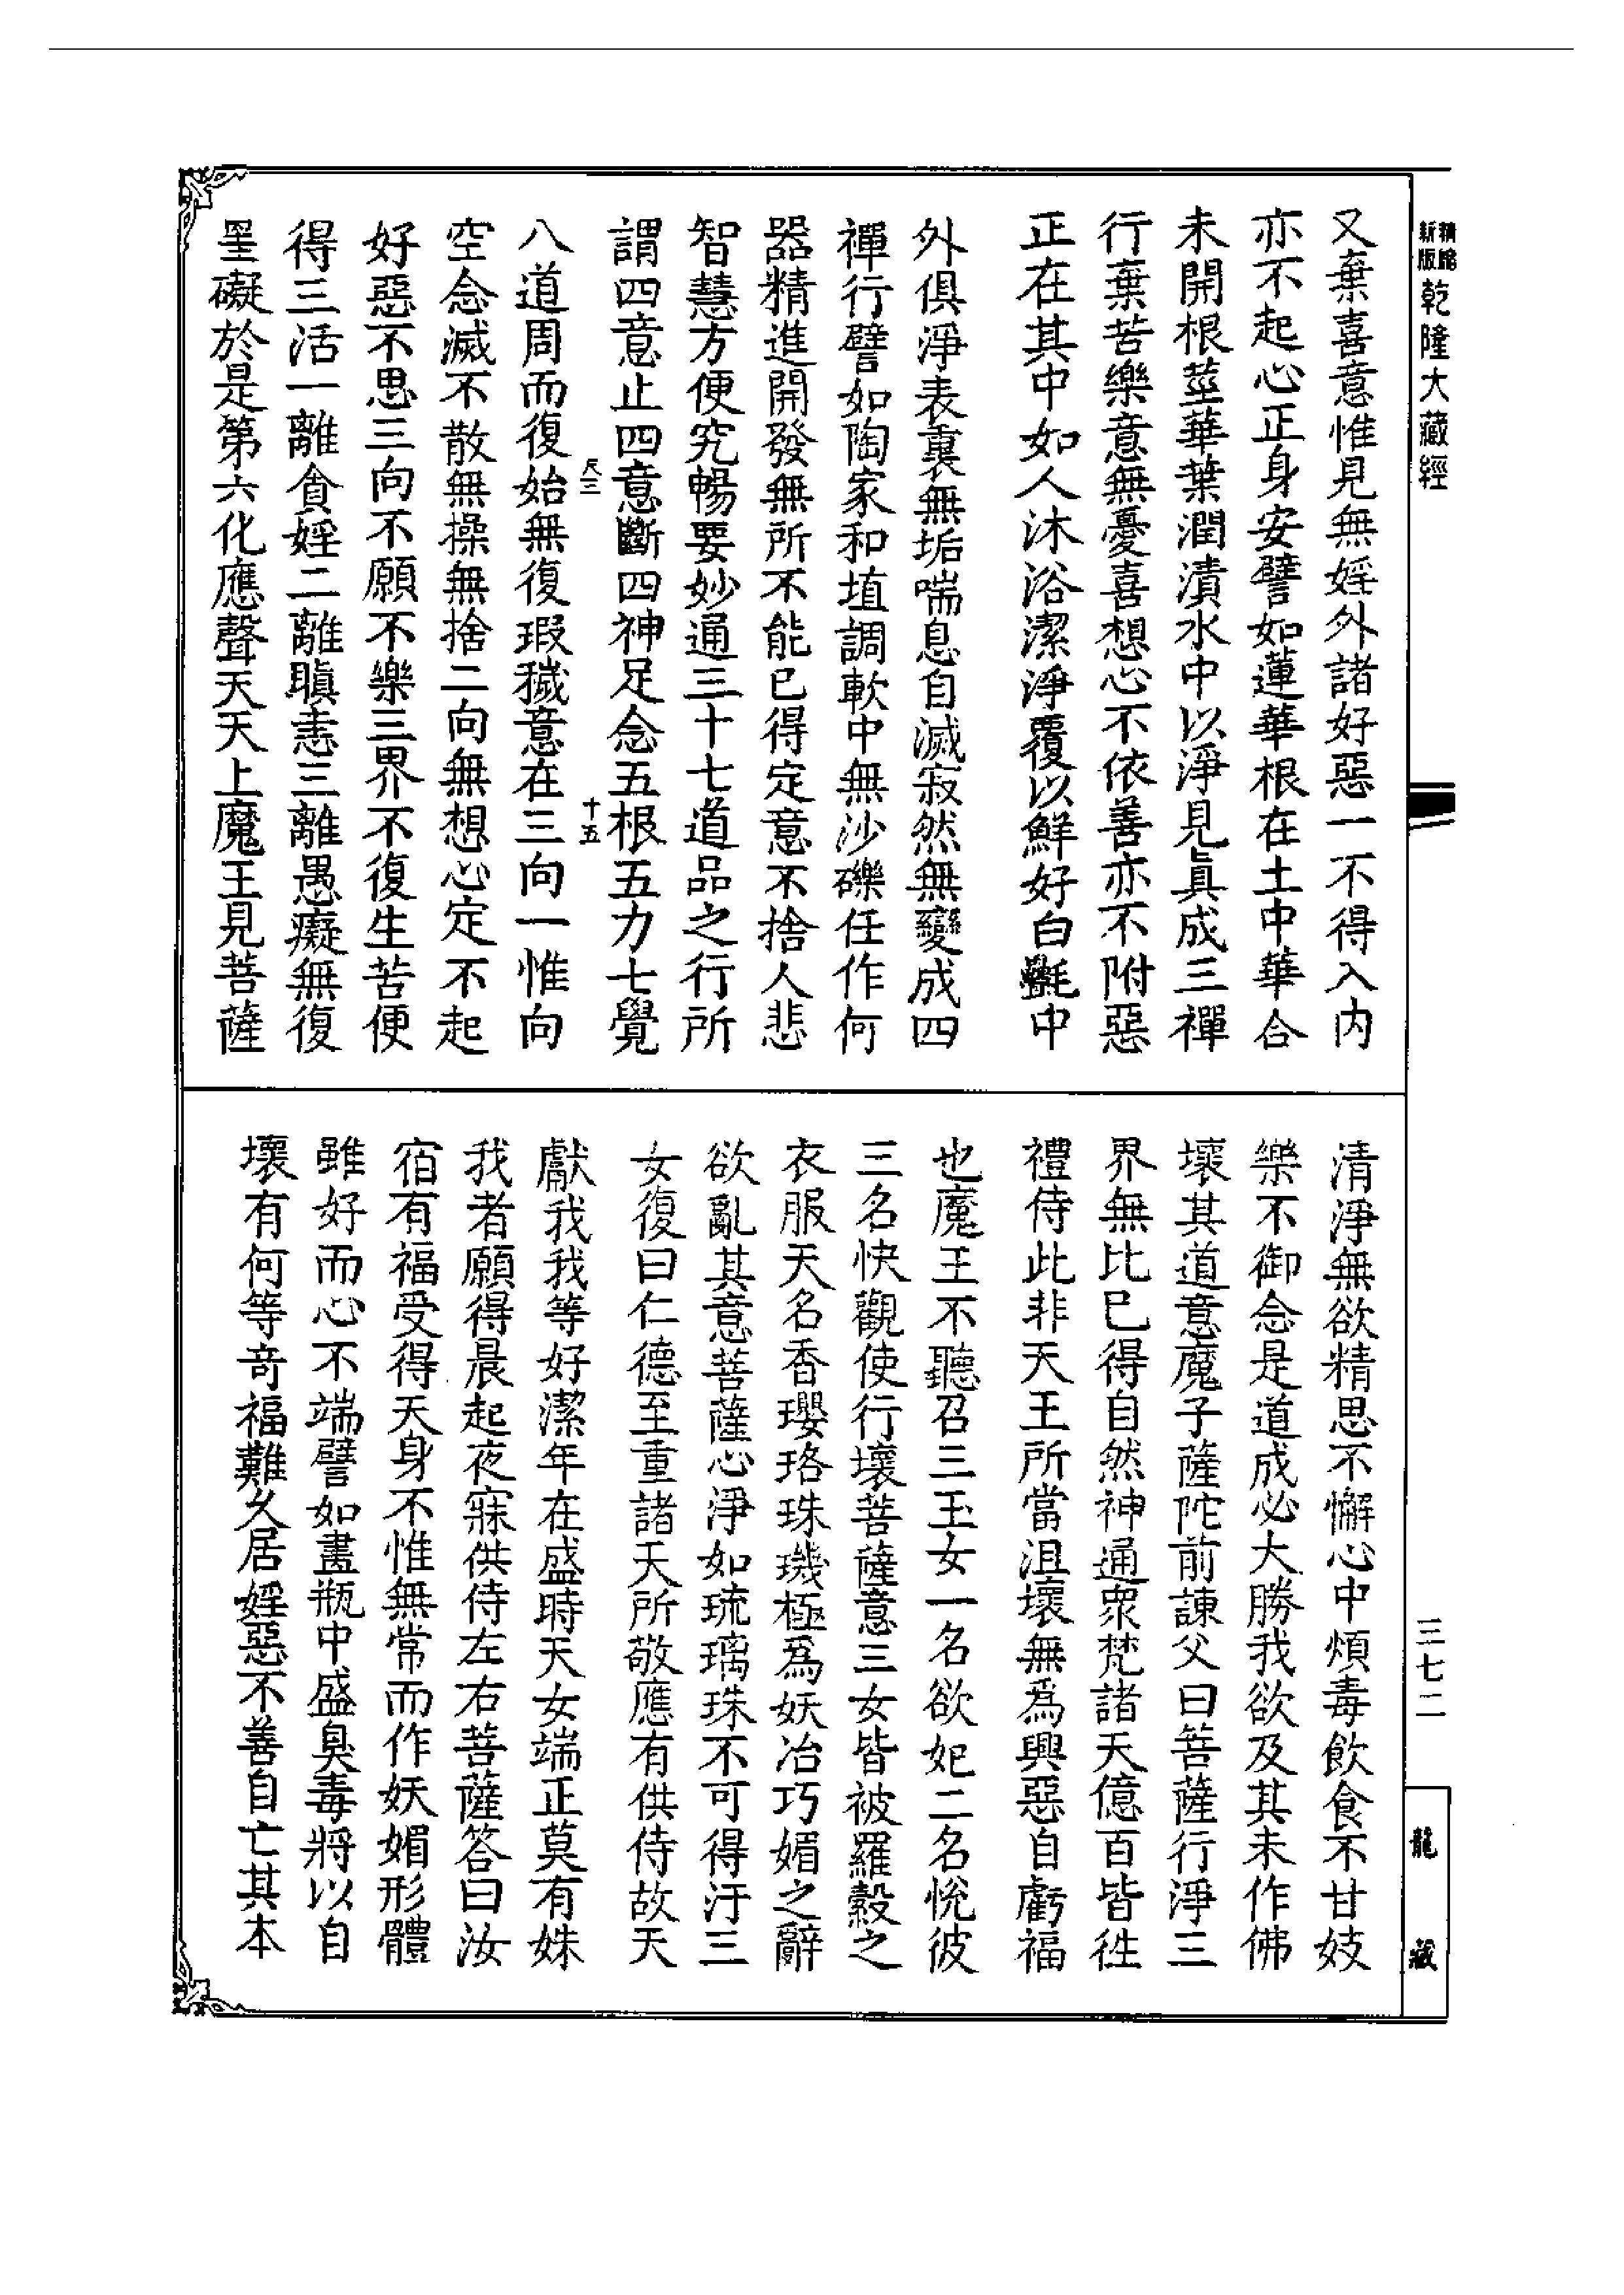 精縮
新版
乾隆大藏經
又棄喜意惟見無婬外諸好惡一不得入内
亦不起心正身安譬如蓮華根在土中華合
未開根莖華葉潤漬水中以淨見眞成三禪
行棄苦樂意無憂喜想心不依善亦不附惡
正在其中如人沐浴潔淨覆以鮮好白㲲中
外俱淨表裏無垢喘息自滅寂然無變成四
禪行譬如陶家和埴調軟中無沙礫任作何
器精進開發無所不能已得定意不捨人悲
智慧方便究暢要妙通三十七道品之行所
謂四意止四意斷四神足念五根五力七覺
尺三
十五
八道周而復始無復瑕穢意在三向一惟向
空念滅不散無操無捨二向無想心定不起
好惡不思三向不願不樂三界不復生苦便
得三活一離貪婬二離瞋恚三離愚癡無復
罣礙於是第六化應聲天天上魔王見菩薩
清淨無欲精思不懈心中煩毒飲食不甘妓
樂不御念是道成必大勝我欲及其未作佛
壞其道意魔子薩陀前諫父曰菩薩行淨三
界無比巳得自然神通衆梵諸天億百皆徃
禮侍此非天王所當沮壞無爲興惡自虧福
也魔王不聽召三玉女一名欲妃二名悅彼
三名快觀使行壞菩薩意三女皆被羅縠之
衣服天名香瓔珞珠璣極爲妖冶巧媚之辭
欲亂其意菩薩心淨如琉璃珠不可得汙三
女復曰仁德至重諸天所敬應有供侍故天
獻我我等好潔年在盛時天女端正莫有姝
我者願得晨起夜寐供侍左右菩薩答曰汝
宿有福受得天身不惟無常而作妖媚形體
雖好而心不端譬如畫瓶中盛臭毒將以自
壞有何等奇福難久居婬惡不善自亡其本
三七二
龍藏